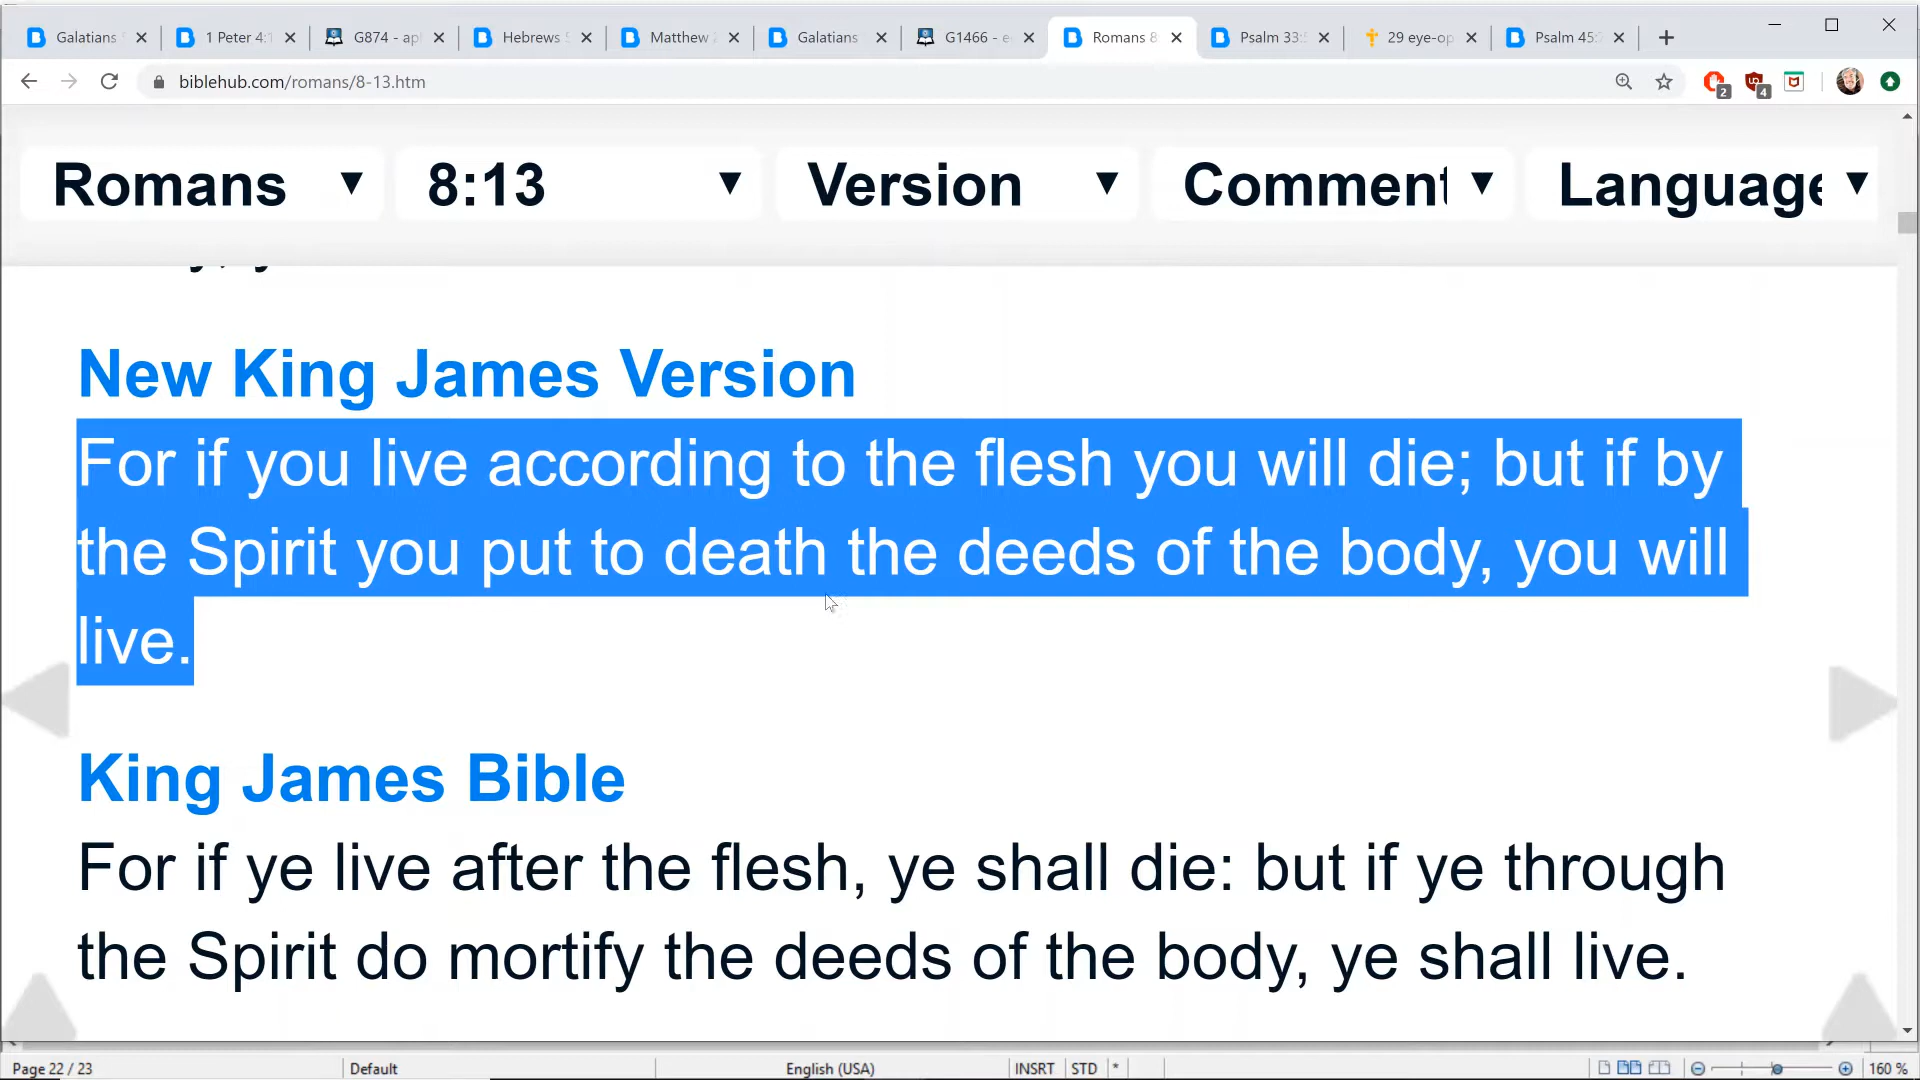 Galatians 5
1 Peter 4:1
G874 - ap
Hebrews 5
Matthew 2
Galatians
G1466 - e
Romans 8
Psalm 33:
29 eye-op
Psalm 45:
biblehub.com/romans/8-13.htm
2
4
Romans
8:13
Version
Comment
Language
New King James Version
For if you live according to the flesh you will die; but if by
the Spirit you put to death the deeds of the body, you will
live.
King James Bible
For if ye live after the flesh, ye shall die: but if ye through
the Spirit do mortify the deeds of the body, ye shall live.
Page 22 / 23
Default
English (USA)
INSRT
STD
*
160 %